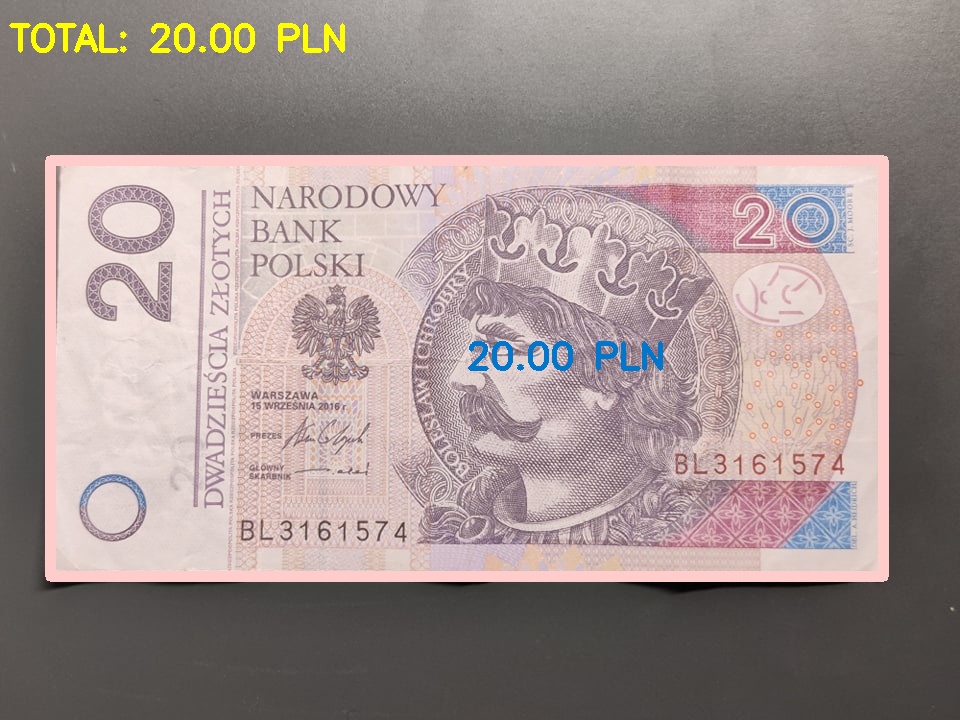 TOTAL: 20.00 PLN
20
DWADZIEŚCIA ZŁOTYCH
NARODOWY
BANK
POLSKI
20
BOLESŁAW I CHROBRY
20.00 PLN
WARSZAWA
15 WRZEŚNIA 2016 r.
PREZES
GŁÓWNY
SKARBNIK
BL3161574
BL3161574